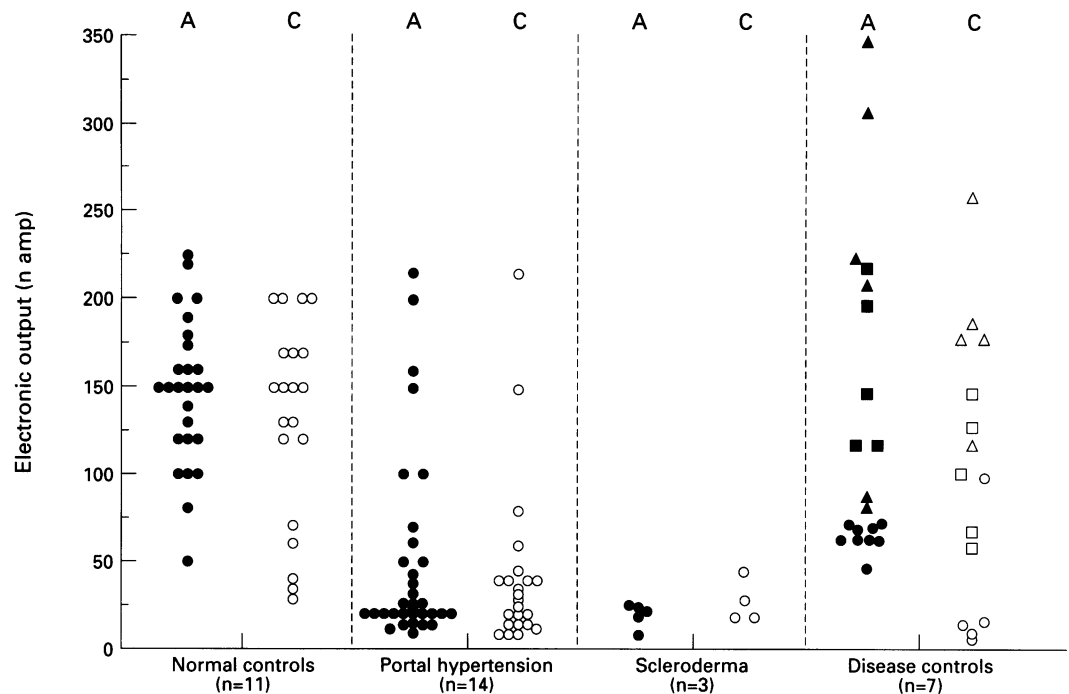 A C A C A C A C
350
300
250
200
150
100
50
0
Electronic output (n amp)
Normal controls Portal hypertension Scleroderma Disease controls
(n=11) (n=14) (n=3) (n=7)